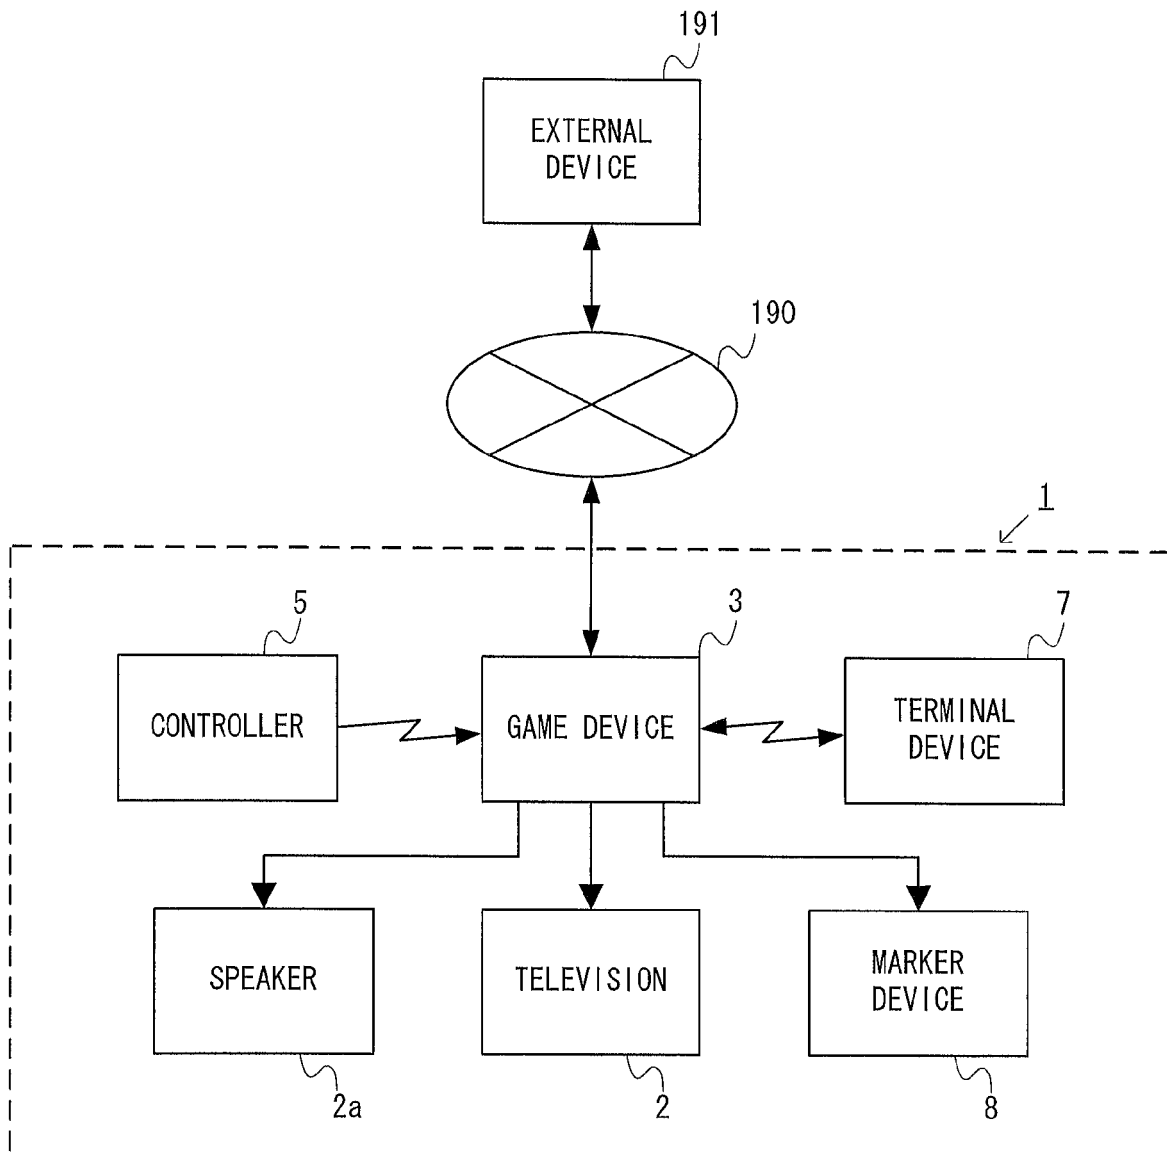 191
EXTERNAL
DEVICE
190
1
5
3
7
CONTROLLER
GAME DEVICE
TERMINAL
DEVICE
SPEAKER
TELEVISION
MARKER
DEVICE
2a
2
8